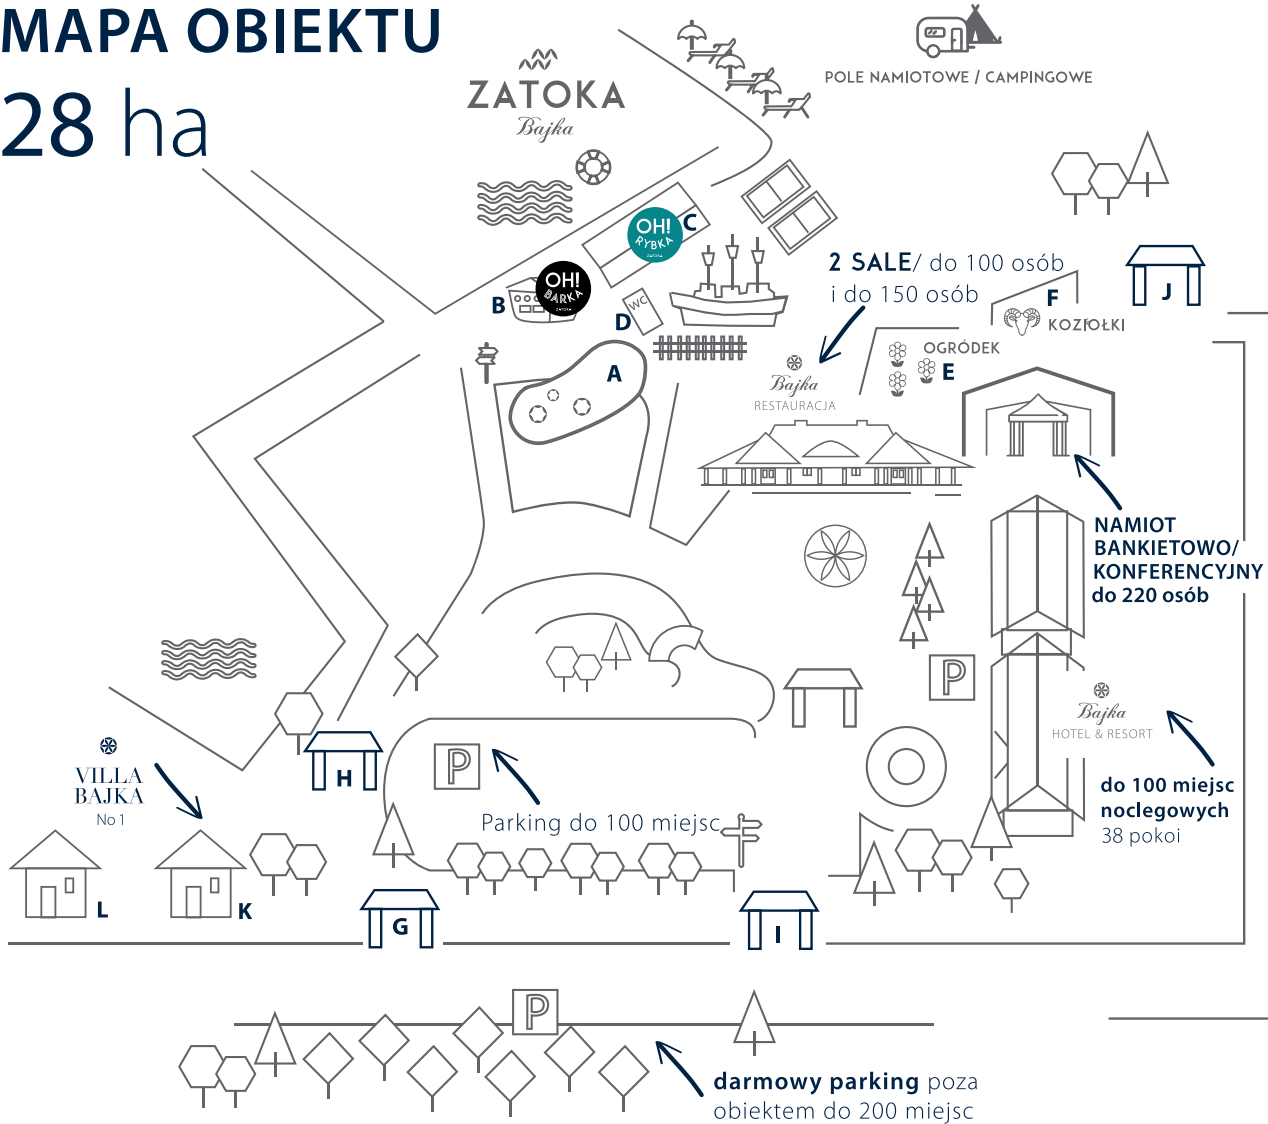 MAPA OBIEKTU
28 ha
ZATOKA
Bajka
POLE NAMIOTOWE / CAMPINGOWE
OH!
RYBKA
ZATOKA
C
OH!
BARKA
ZATOKA
B
WC
D
A
2 SALE/ do 100 osób
i do 150 osób
F
KOZIOŁKI
J
OGRÓDEK
E
Bajka
RESTAURACJA
NAMIOT
BANKIETOWO/
KONFERENCYJNY
do 220 osób
P
Bajka
HOTEL & RESORT
do 100 miejsc
noclegowych
38 pokoi
VILLA
BAJKA
No 1
H
P
Parking do 100 miejsc
L
K
G
I
P
darmowy parking poza
obiektem do 200 miejsc